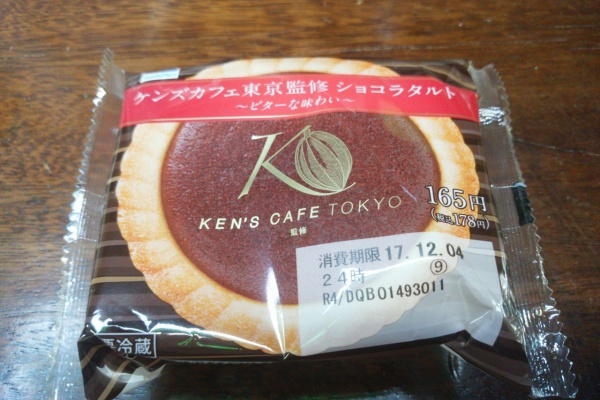 ケンズカフェ東京監修 ショコラタルト
～ビターな味わい～
K
KEN'S CAFE TOKYO
監修
165円
(税込178円)
消費期限 17.12.04
24時 ⑨
R4/DQB01493011
要冷蔵